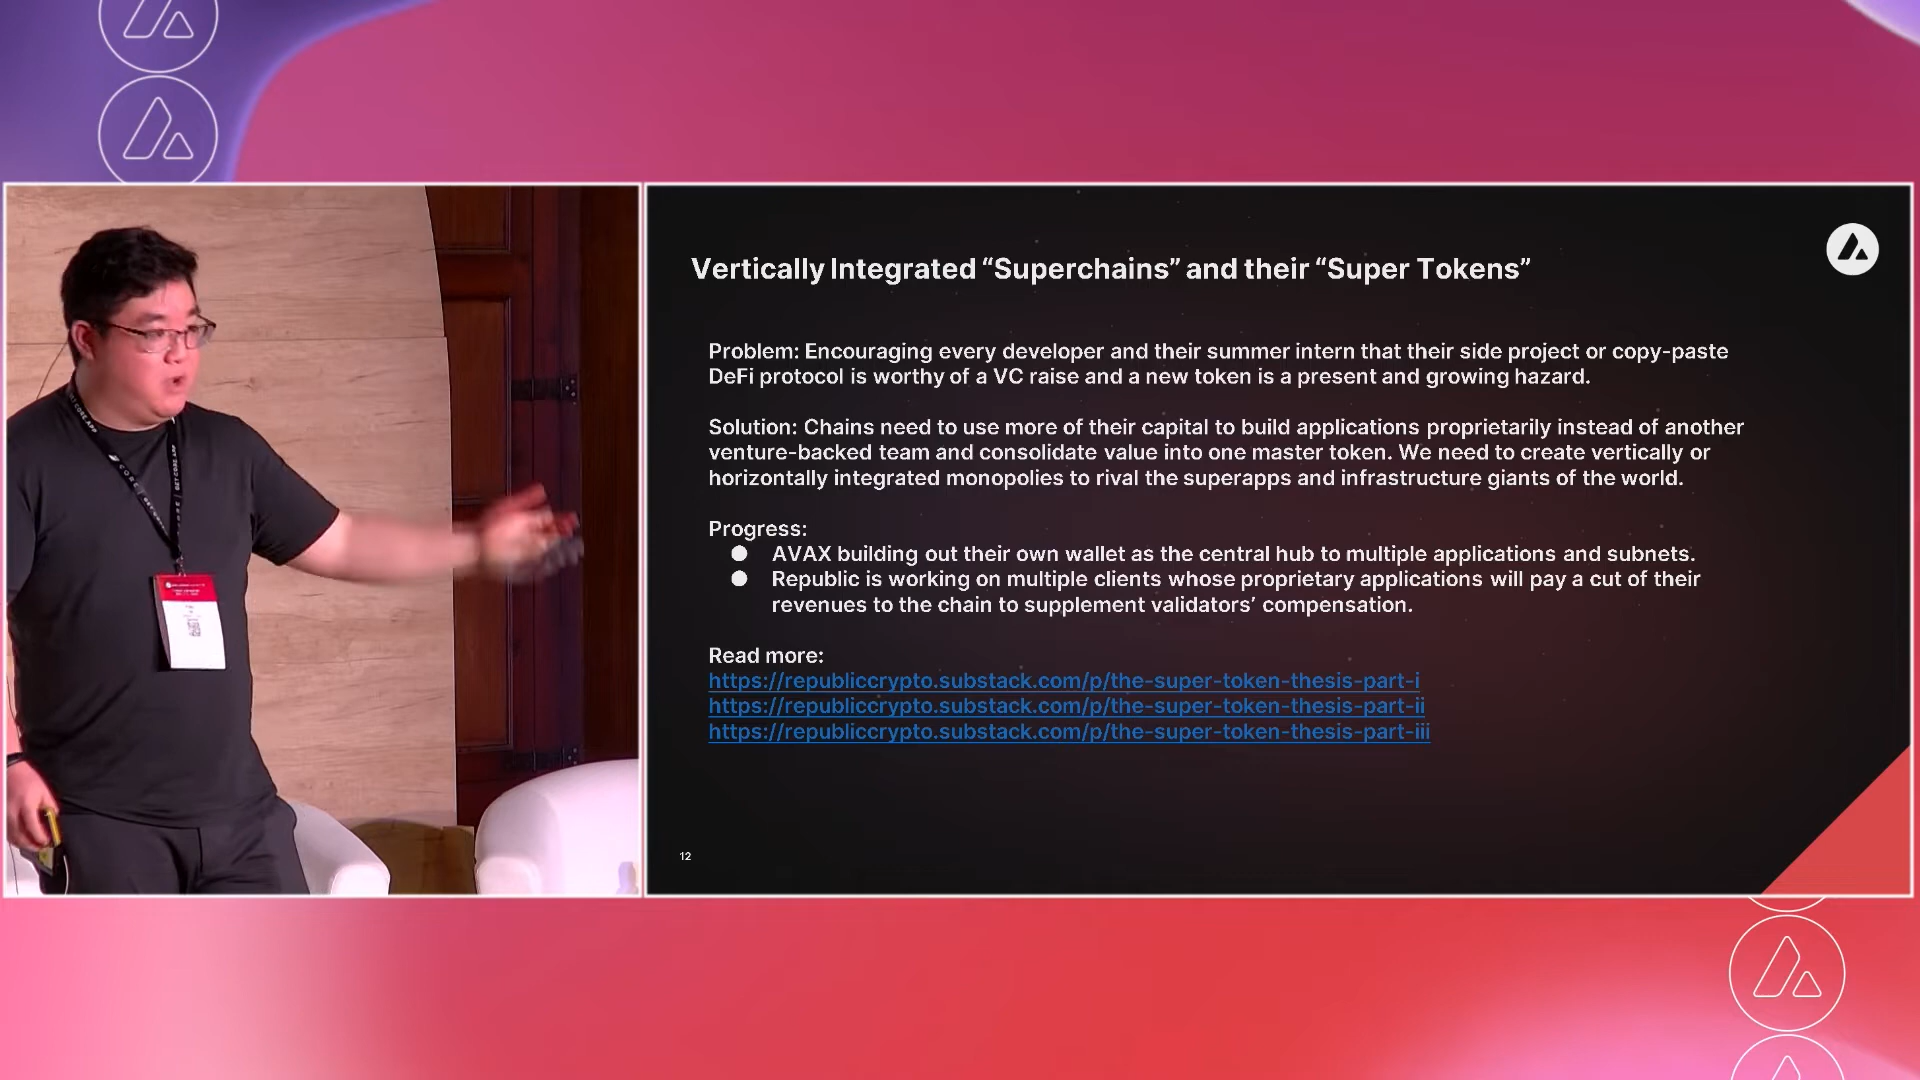 Vertically Integrated “Superchains” and their “Super Tokens”
Problem: Encouraging every developer and their summer intern that their side project or copy-paste
DeFi protocol is worthy of a VC raise and a new token is a present and growing hazard.
Solution: Chains need to use more of their capital to build applications proprietarily instead of another
venture-backed team and consolidate value into one master token. We need to create vertically or
horizontally integrated monopolies to rival the superapps and infrastructure giants of the world.
Progress:
● AVAX building out their own wallet as the central hub to multiple applications and subnets.
● Republic is working on multiple clients whose proprietary applications will pay a cut of their
revenues to the chain to supplement validators’ compensation.
Read more:
https://republiccrypto.substack.com/p/the-super-token-thesis-part-i
https://republiccrypto.substack.com/p/the-super-token-thesis-part-ii
https://republiccrypto.substack.com/p/the-super-token-thesis-part-iii
12